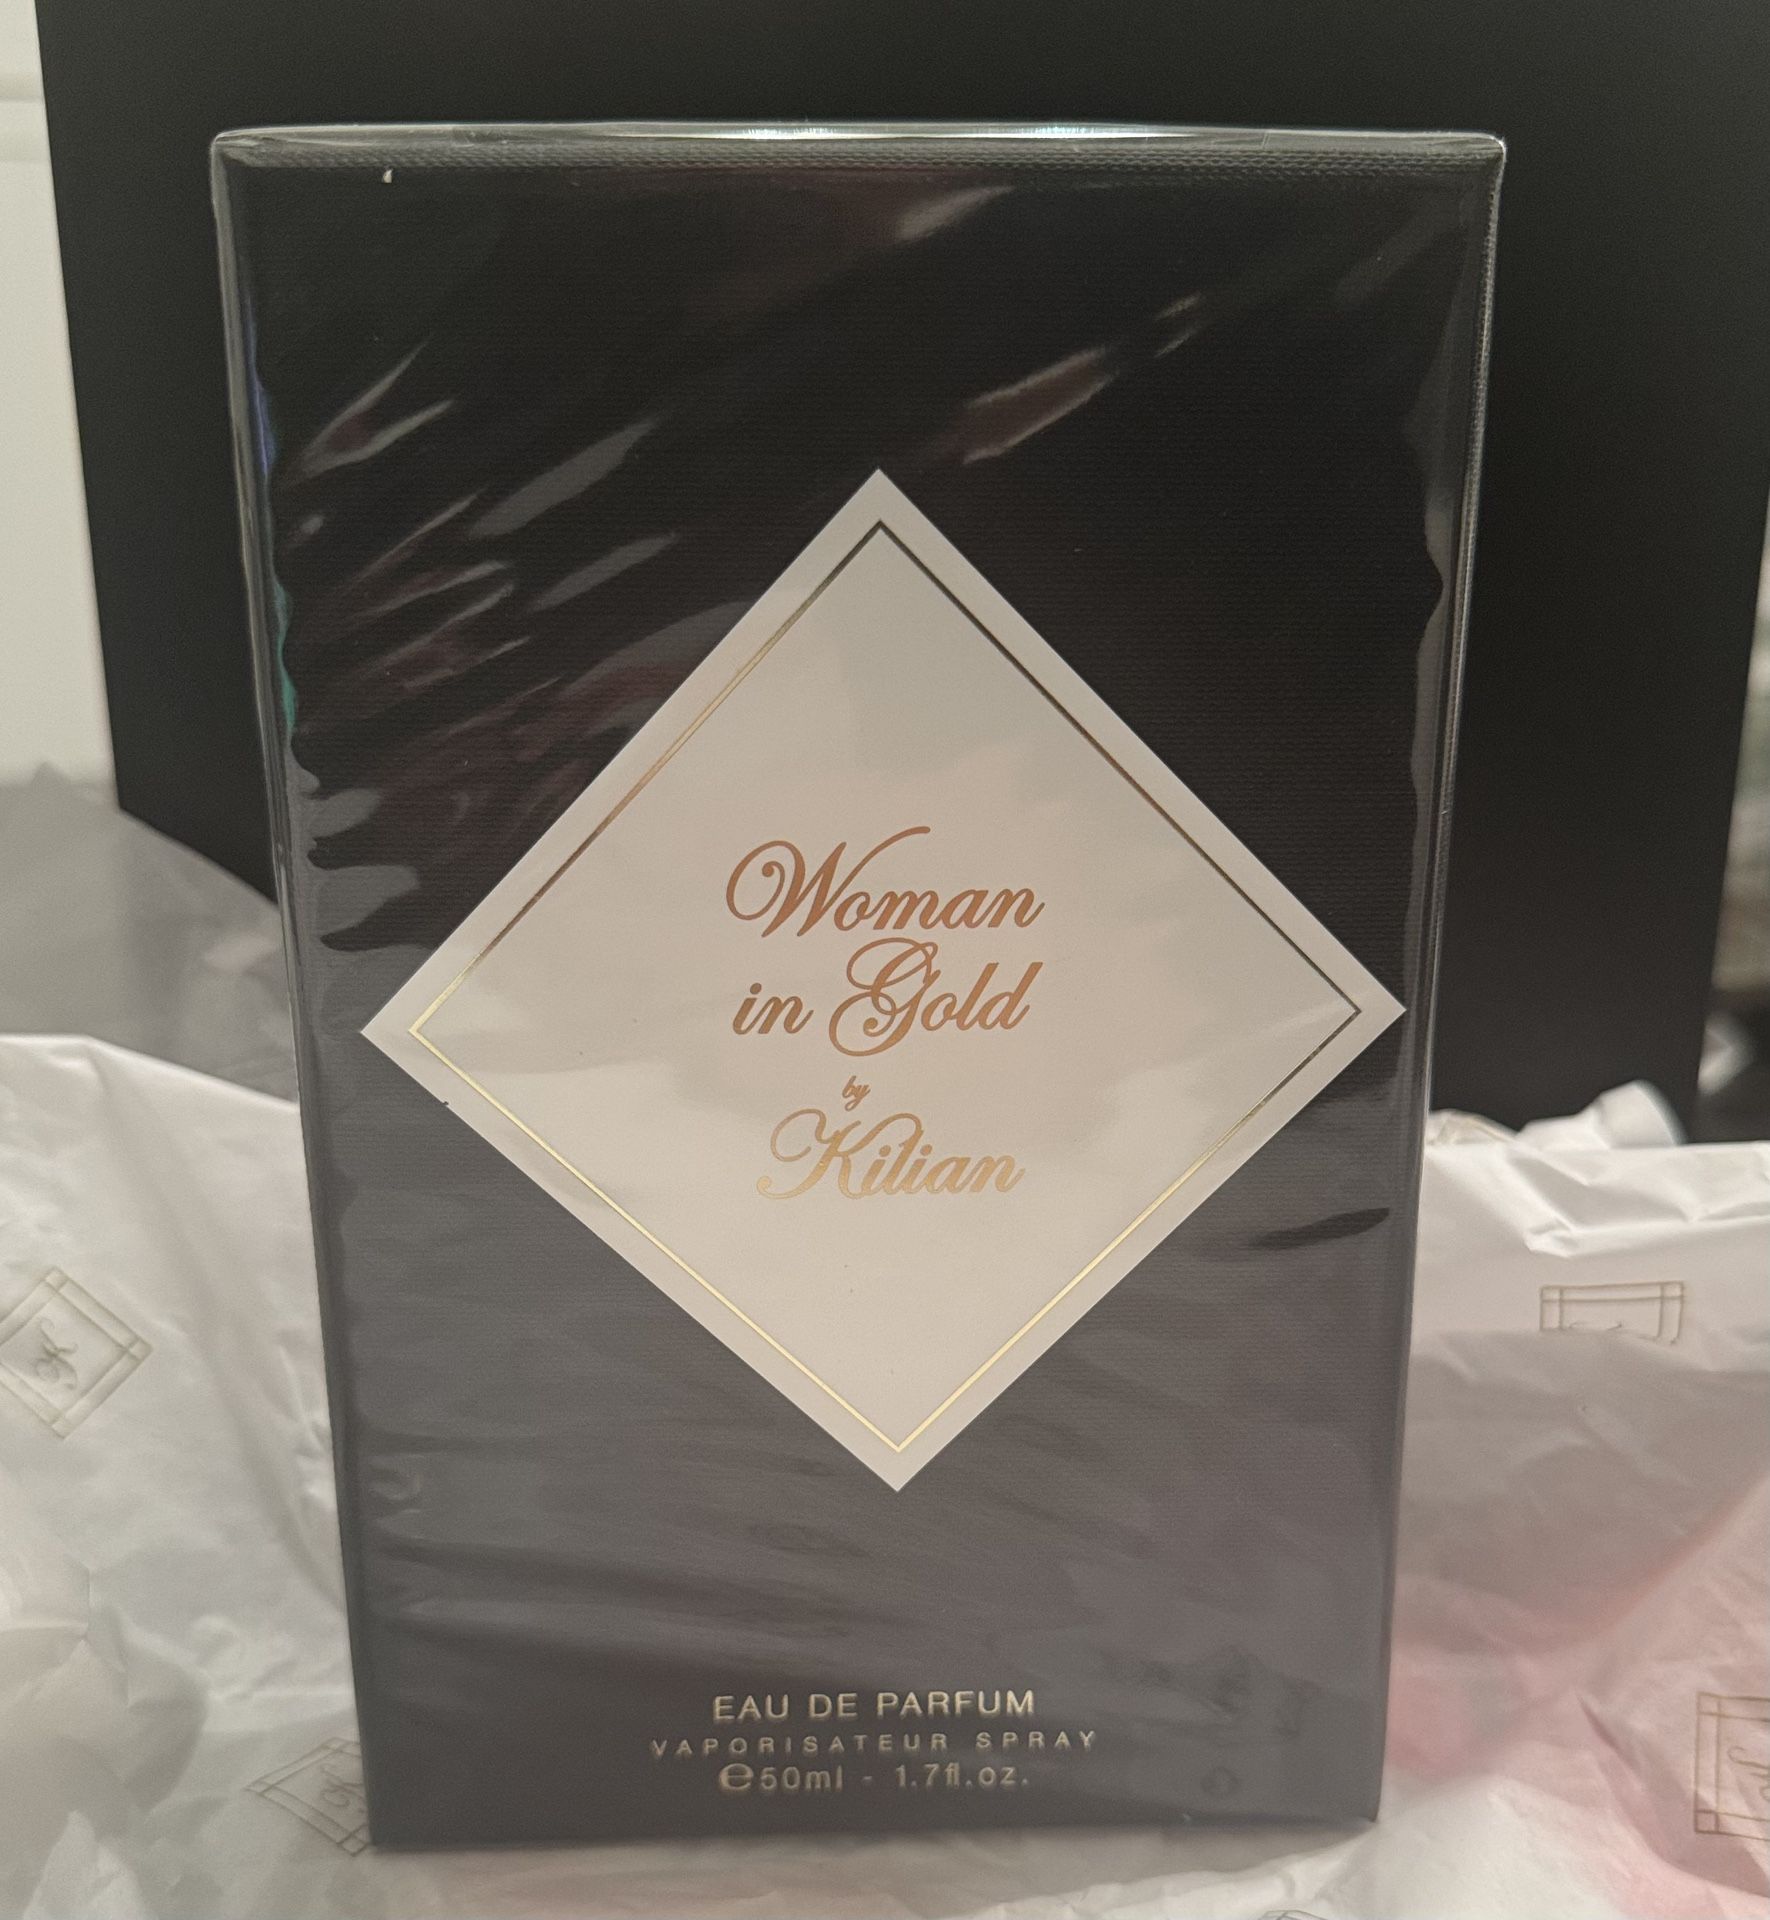 Woman
in Gold
by
Kilian
EAU DE PARFUM
VAPORISATEUR SPRAY
℮50ml - 1.7fl.oz.
K
K